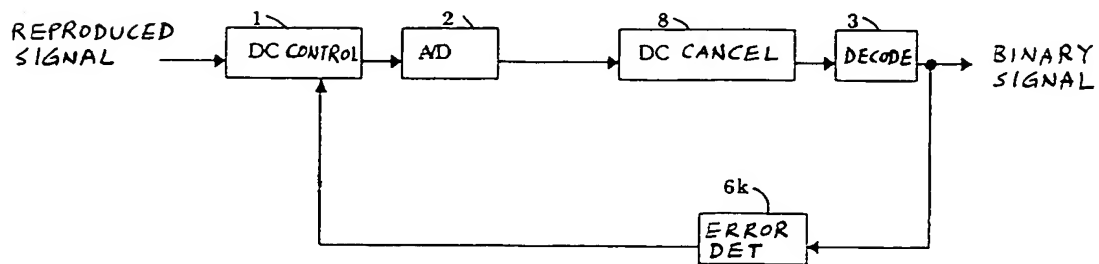 1
2
8
3
REPRODUCED
SIGNAL
DC CONTROL
A/D
DC CANCEL
DECODE
BINARY
SIGNAL
6k
ERROR
DET